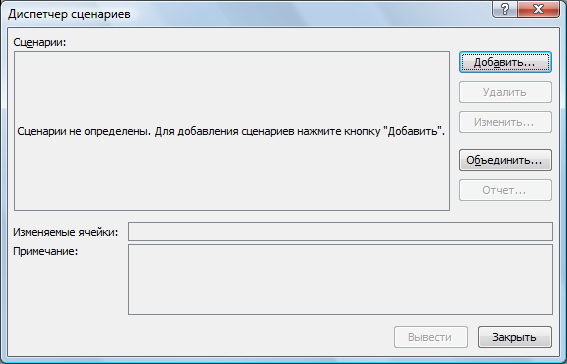 Диспетчер сценариев
Сценарии:
Сценарии не определены. Для добавления сценариев нажмите кнопку "Добавить".
Добавить...
Удалить
Изменить...
Объединить...
Отчет...
Изменяемые ячейки:
Примечание:
Вывести
Закрыть